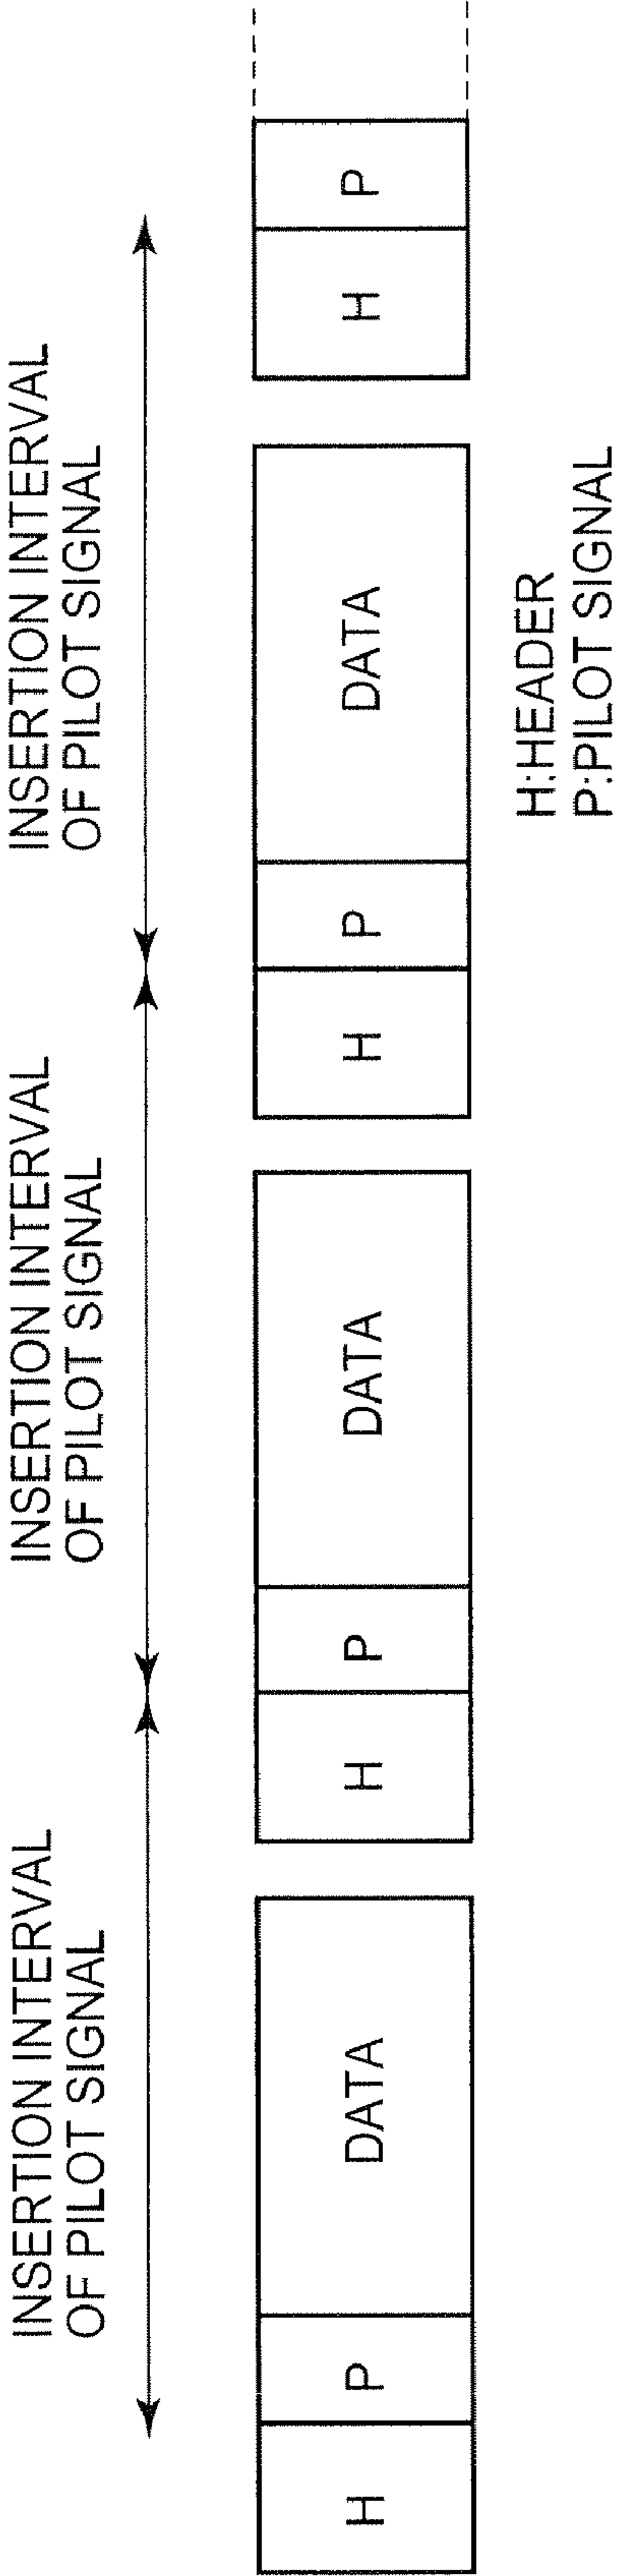 INSERTION INTERVAL
OF PILOT SIGNAL
INSERTION INTERVAL
OF PILOT SIGNAL
INSERTION INTERVAL
OF PILOT SIGNAL
H
P
DATA
H
P
DATA
H
P
DATA
H
P
H:HEADER
P:PILOT SIGNAL